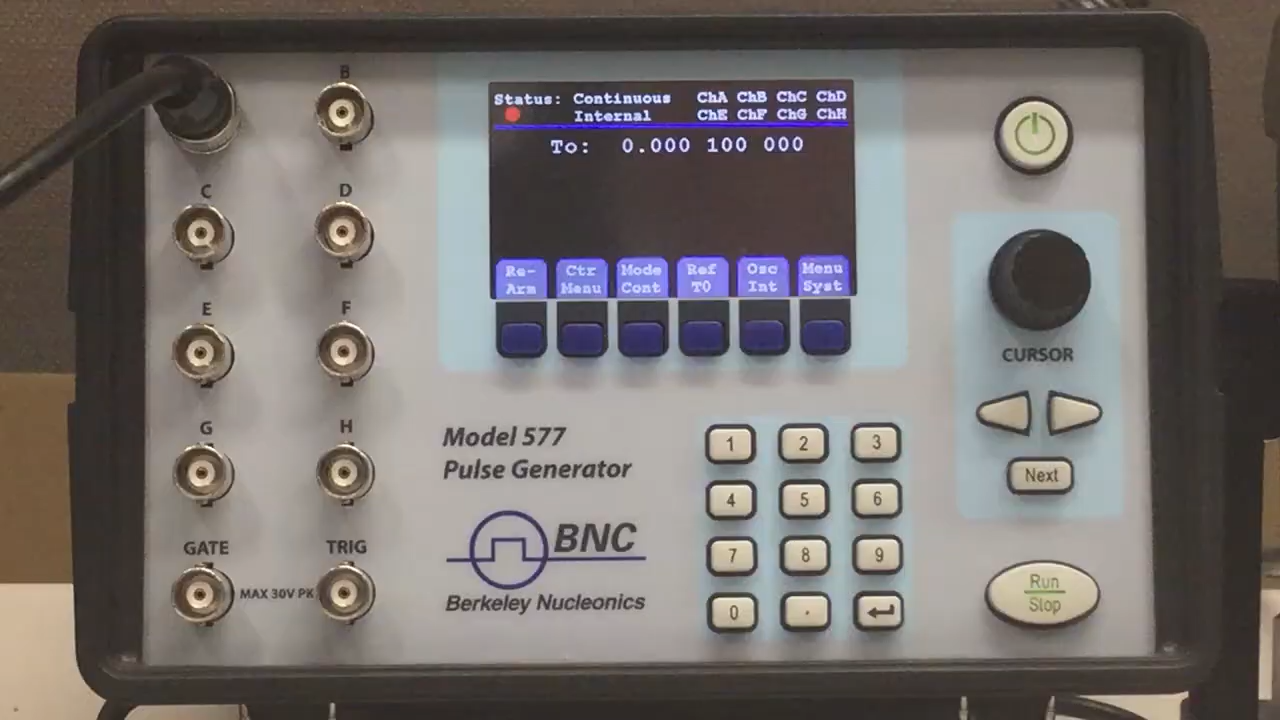 B
C
D
E
F
G
H
GATE
TRIG
MAX 30V PK
Status: Continuous ChA ChB ChC ChD
Internal ChE ChF ChG ChH
To: 0.000 100 000
Re-
Arm
Ctr
Menu
Mode
Cont
Ref
T0
Osc
Int
Menu
Syst
Model 577
Pulse Generator
BNC
Berkeley Nucleonics
1 2 3
4 5 6
7 8 9
0 .
CURSOR
Next
Run
Stop